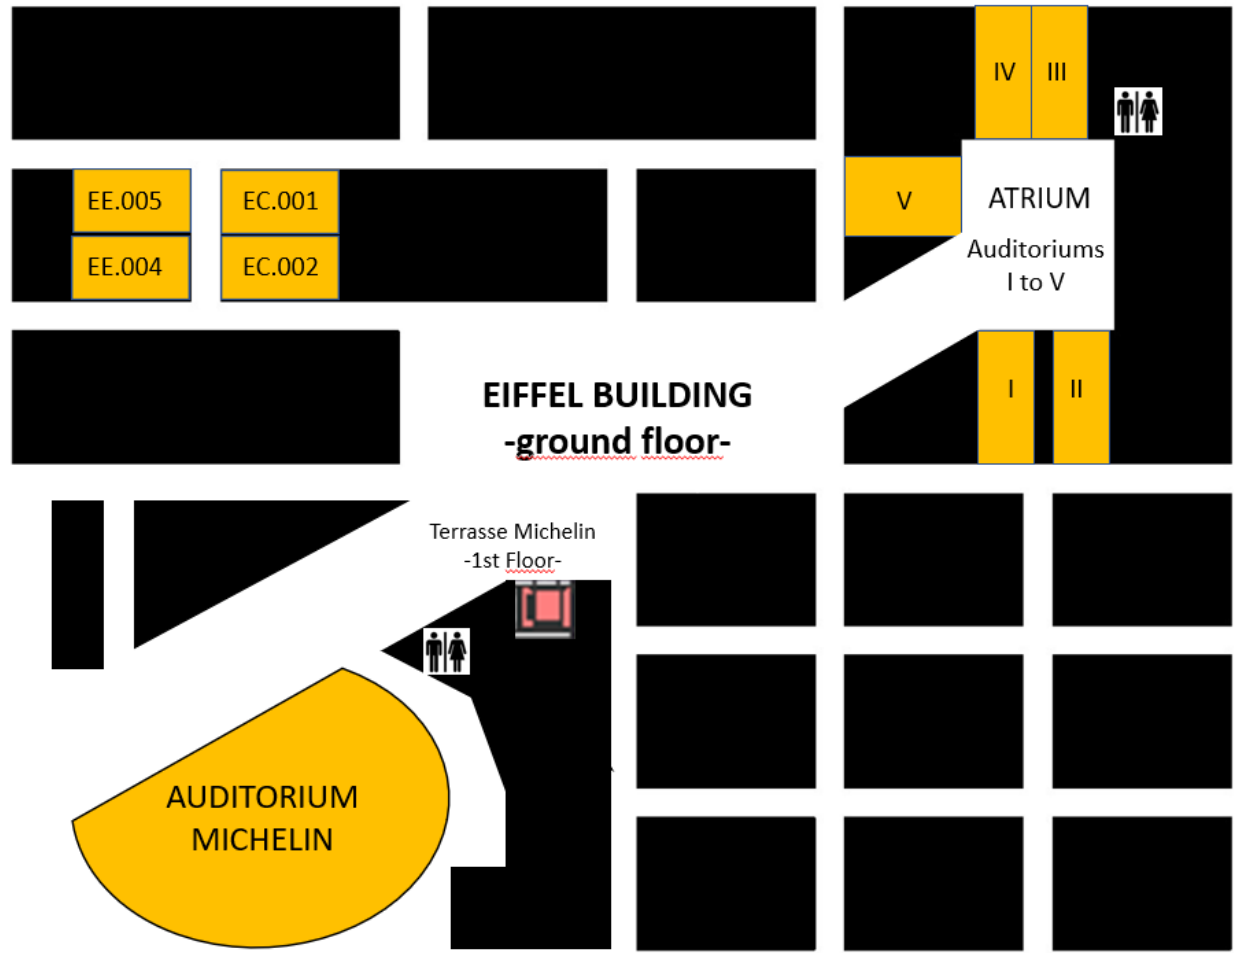 IV
III
EE.005
EC.001
V
ATRIUM
EE.004
EC.002
Auditoriums
I to V
EIFFEL BUILDING
-ground floor-
I
II
Terrasse Michelin
-1st Floor-
AUDITORIUM
MICHELIN